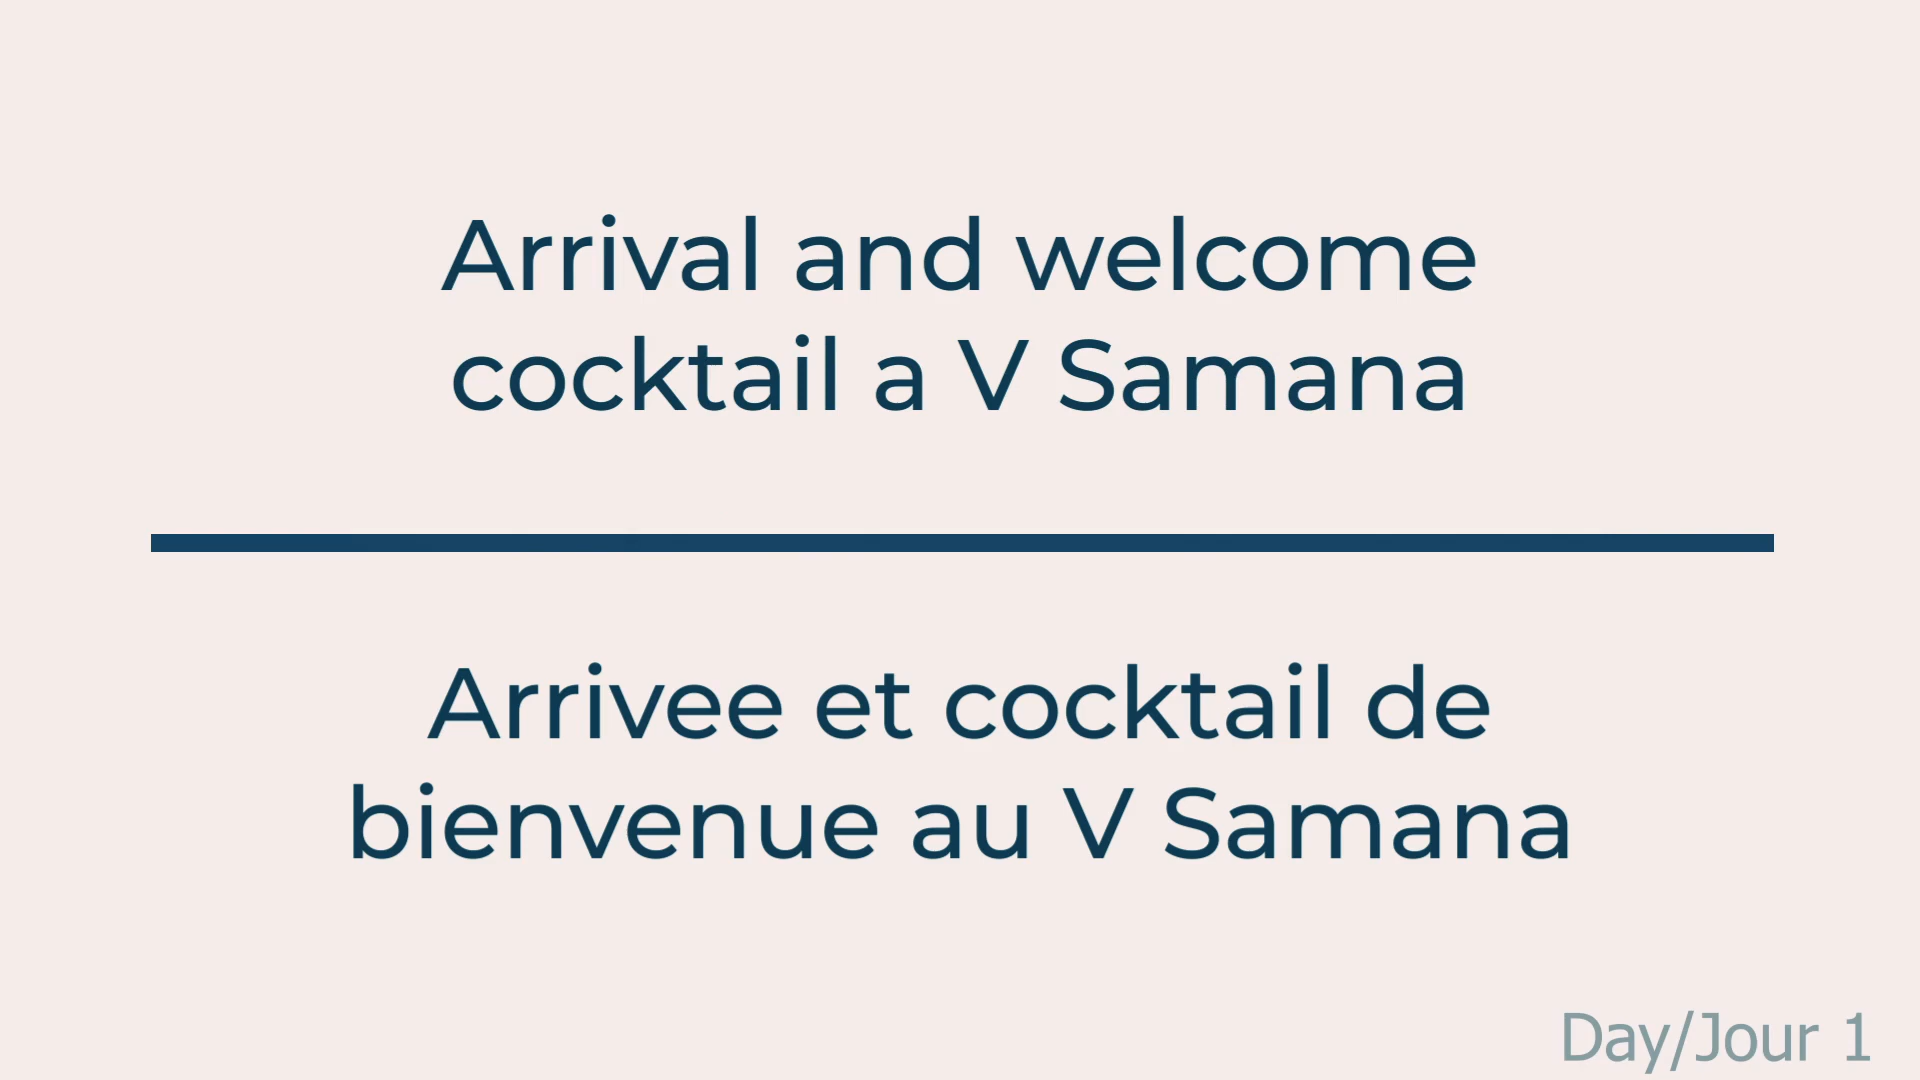 Arrival and welcome
cocktail a V Samana
Arrivee et cocktail de
bienvenue au V Samana
Day/Jour 1